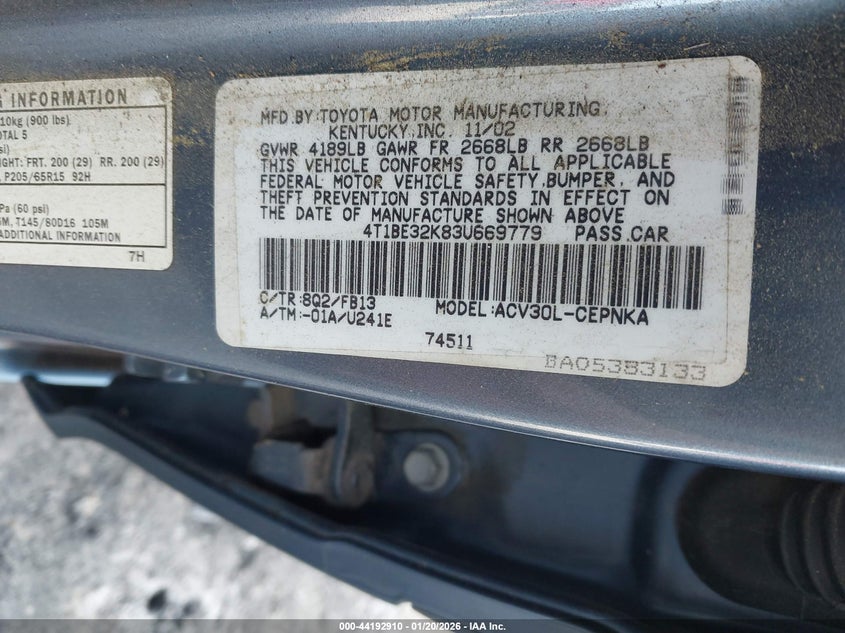 G INFORMATION
10kg (900 lbs.)
OTAL 5
si)
IGHT: FRT. 200 (29) RR. 200 (29)
P205/65R15 92H
Pa (60 psi)
5M, T145/80D16 105M
ADDITIONAL INFORMATION
7H
MFD.BY:TOYOTA MOTOR MANUFACTURING,
KENTUCKY,INC. 11/02
GVWR 4189LB GAWR FR 2668LB RR 2668LB
THIS VEHICLE CONFORMS TO ALL APPLICABLE
FEDERAL MOTOR VEHICLE SAFETY,BUMPER, AND
THEFT PREVENTION STANDARDS IN EFFECT ON
THE DATE OF MANUFACTURE SHOWN ABOVE
4T1BE32K83U669779 PASS.CAR
C/TR:8Q2/FB13 MODEL:ACV30L-CEPNKA
A/TM:-01A/U241E
74511
BA05383133
000-44192910 - 01/20/2026 - IAA Inc.